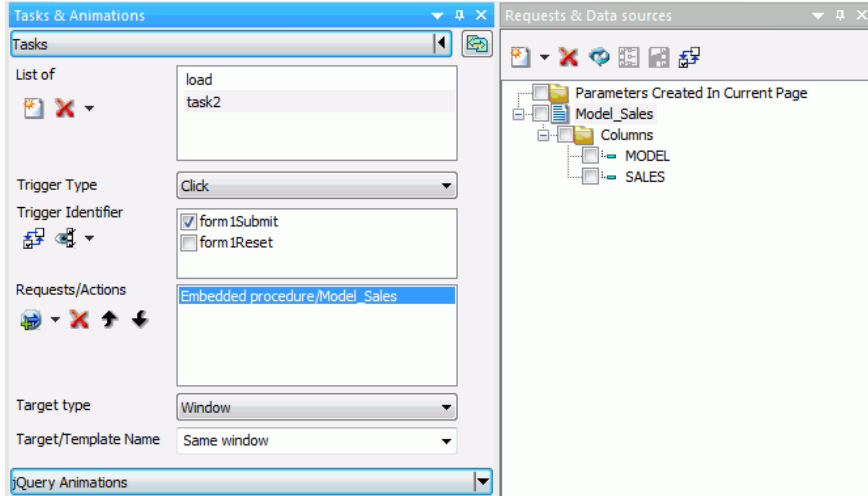 Tasks & Animations
Tasks
List of
load
task2
Trigger Type
Click
Trigger Identifier
form1Submit
form1Reset
Requests/Actions
Embedded procedure/Model_Sales
Target type
Window
Target/Template Name
Same window
jQuery Animations
Requests & Data sources
Parameters Created In Current Page
Model_Sales
Columns
MODEL
SALES